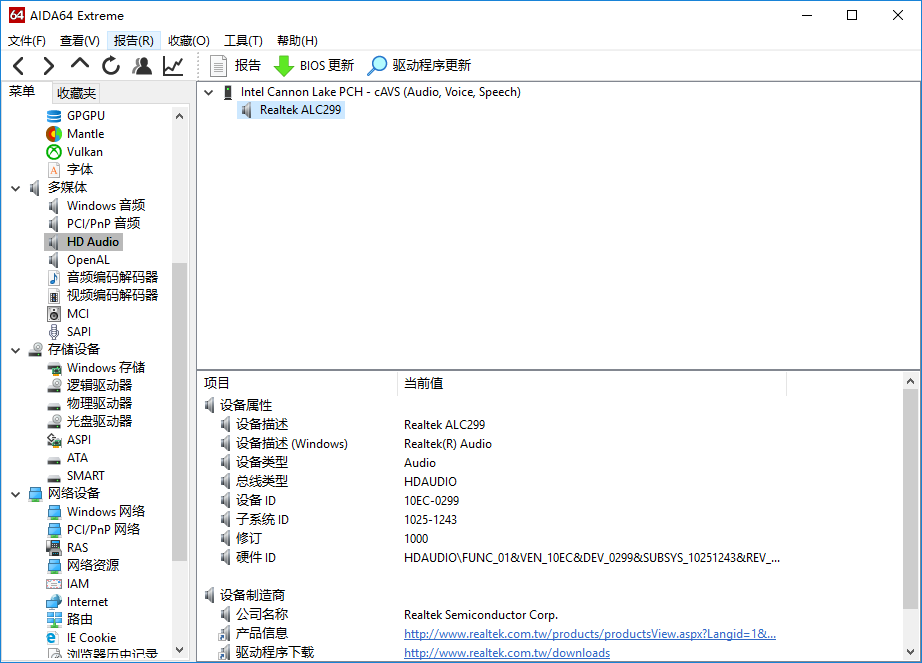 AIDA64 Extreme
文件(F) 查看(V) 报告(R) 收藏(O) 工具(T) 帮助(H)
报告 BIOS 更新 驱动程序更新
菜单 收藏夹
GPGPU
Mantle
Vulkan
字体
多媒体
Windows 音频
PCI/PnP 音频
HD Audio
OpenAL
音频编码解码器
视频编码解码器
MCI
SAPI
存储设备
Windows 存储
逻辑驱动器
物理驱动器
光盘驱动器
ASPI
ATA
SMART
网络设备
Windows 网络
PCI/PnP 网络
RAS
网络资源
IAM
Internet
路由
IE Cookie
浏览器历史记录
Intel Cannon Lake PCH - cAVS (Audio, Voice, Speech)
Realtek ALC299
项目 当前值
设备属性
设备描述 Realtek ALC299
设备描述 (Windows) Realtek(R) Audio
设备类型 Audio
总线类型 HDAUDIO
设备 ID 10EC-0299
子系统 ID 1025-1243
修订 1000
硬件 ID HDAUDIO\FUNC_01&VEN_10EC&DEV_0299&SUBSYS_10251243&REV_...
设备制造商
公司名称 Realtek Semiconductor Corp.
产品信息 http://www.realtek.com.tw/products/productsView.aspx?Langid=1&...
驱动程序下载 http://www.realtek.com.tw/downloads